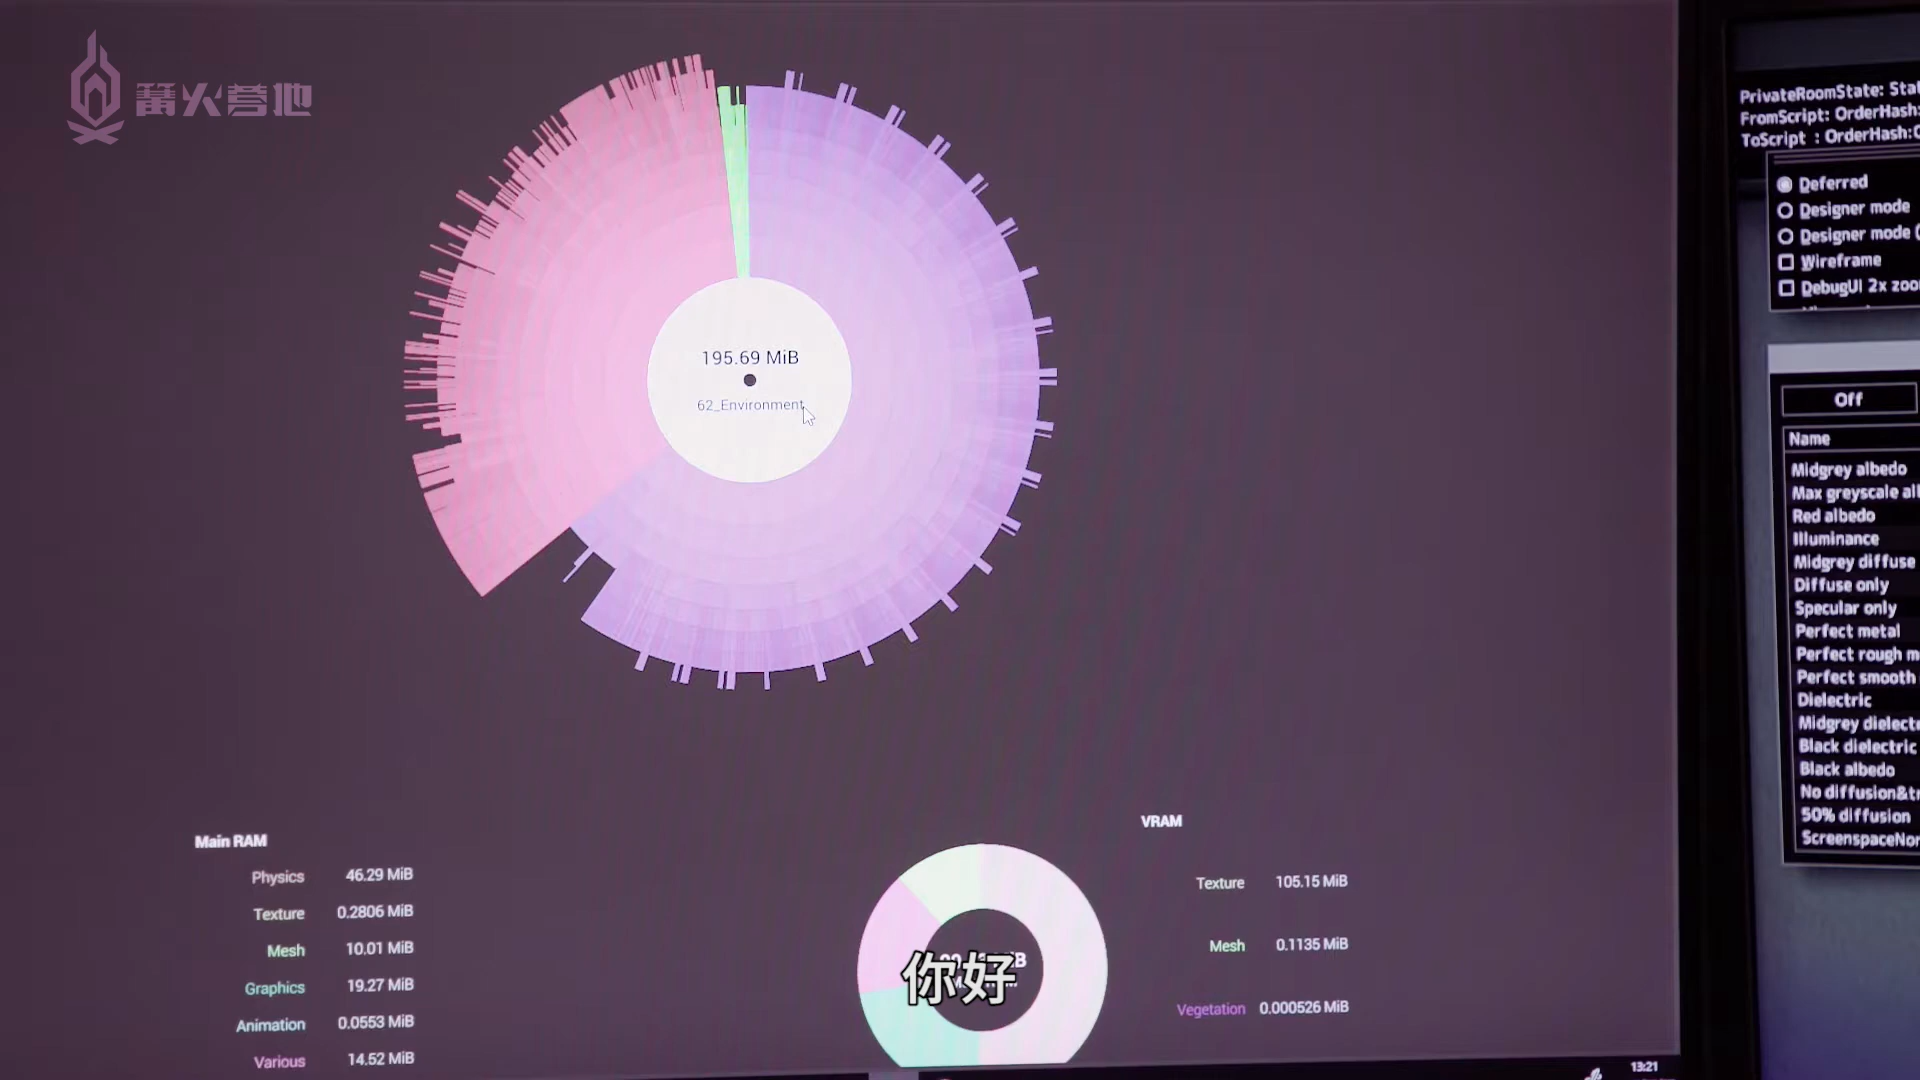 篝火营地
195.69 MiB
62_Environment
Main RAM
Physics 46.29 MiB
Texture 0.2806 MiB
Mesh 10.01 MiB
Graphics 19.27 MiB
Animation 0.0553 MiB
Various 14.52 MiB
你好
VRAM
Texture 105.15 MiB
Mesh 0.1135 MiB
Vegetation 0.000526 MiB
13:21
PrivateRoomState: Stat
FromScript: OrderHash:
ToScript : OrderHash:0
Deferred
Designer mode
Designer mode (
Wireframe
DebugUI 2x zoo
Off
Name
Midgrey albedo
Max greyscale alb
Red albedo
Illuminance
Midgrey diffuse
Diffuse only
Specular only
Perfect metal
Perfect rough m
Perfect smooth
Dielectric
Midgrey dielectr
Black dielectric
Black albedo
No diffusion&tr
50% diffusion
ScreenspaceNor